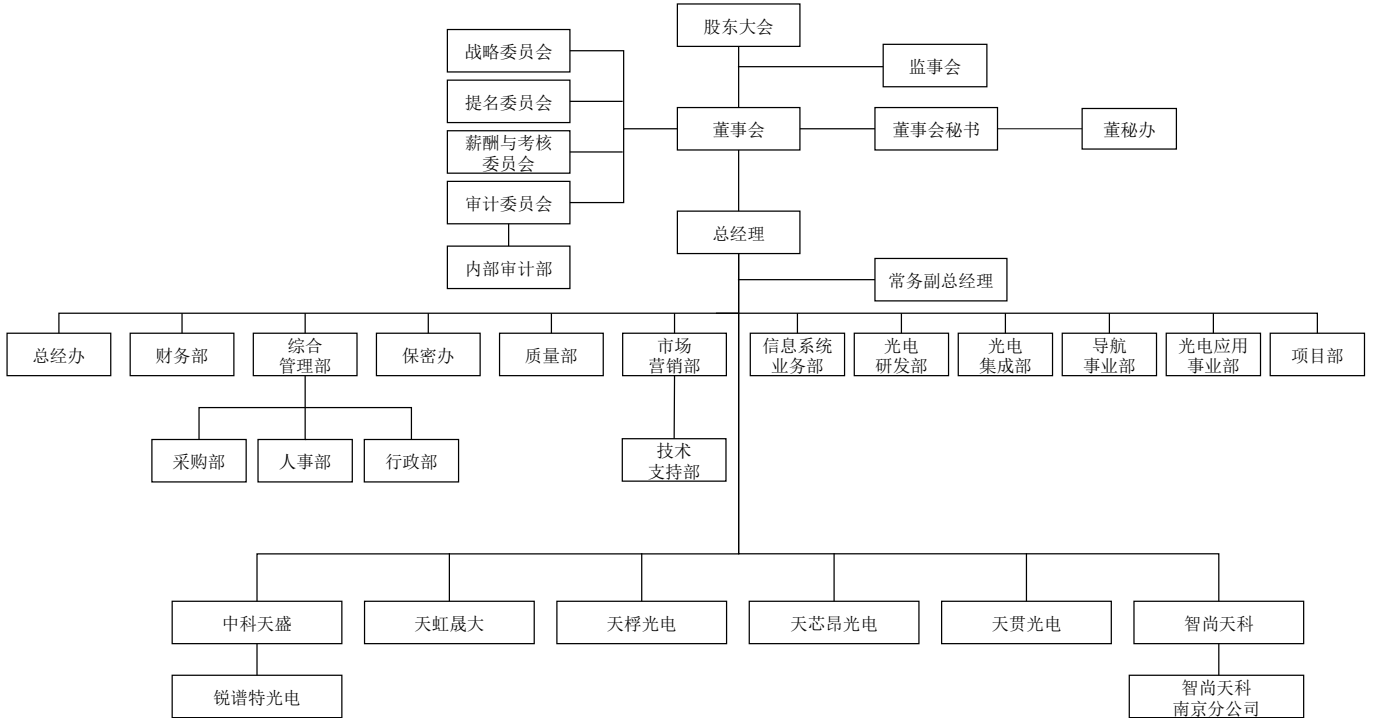 股东大会
战略委员会
监事会
提名委员会
董事会
董事会秘书
董秘办
薪酬与考核
委员会
审计委员会
总经理
内部审计部
常务副总经理
总经办
财务部
综合
管理部
保密办
质量部
市场
营销部
信息系统
业务部
光电
研发部
光电
集成部
导航
事业部
光电应用
事业部
项目部
采购部
人事部
行政部
技术
支持部
中科天盛
天虹晟大
天桴光电
天芯昂光电
天贯光电
智尚天科
锐谱特光电
智尚天科
南京分公司